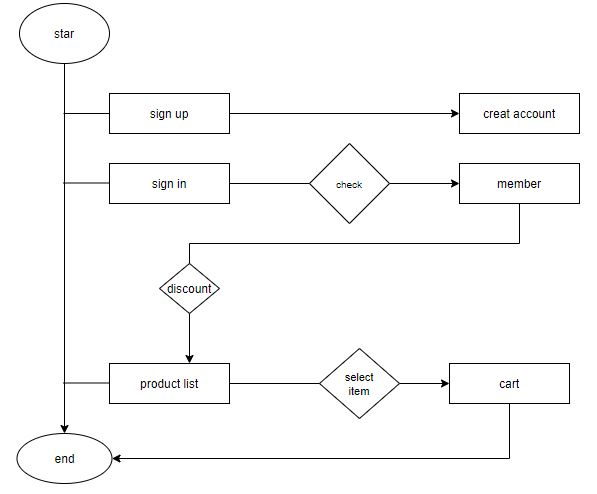 star
sign up
creat account
sign in
check
member
discount
product list
select
item
cart
end